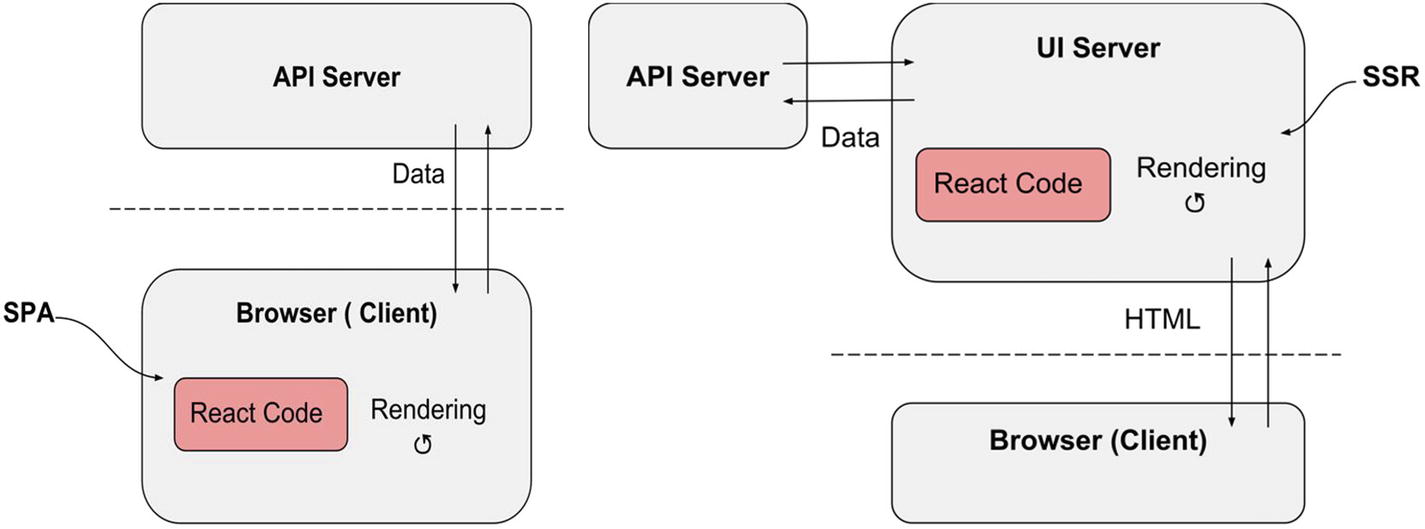 API Server
Data
SPA
Browser ( Client)
React Code
Rendering
API Server
Data
UI Server
SSR
React Code
Rendering
HTML
Browser (Client)